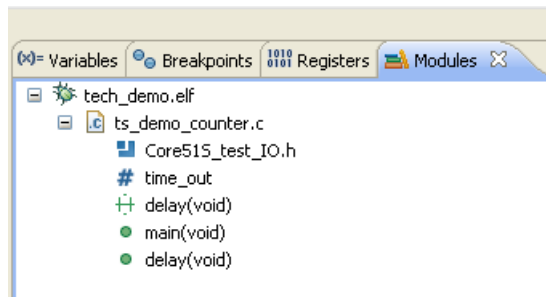 (x)= Variables Breakpoints 1010 0101 Registers Modules
tech_demo.elf
.c ts_demo_counter.c
Core51S_test_IO.h
# time_out
delay(void)
main(void)
delay(void)